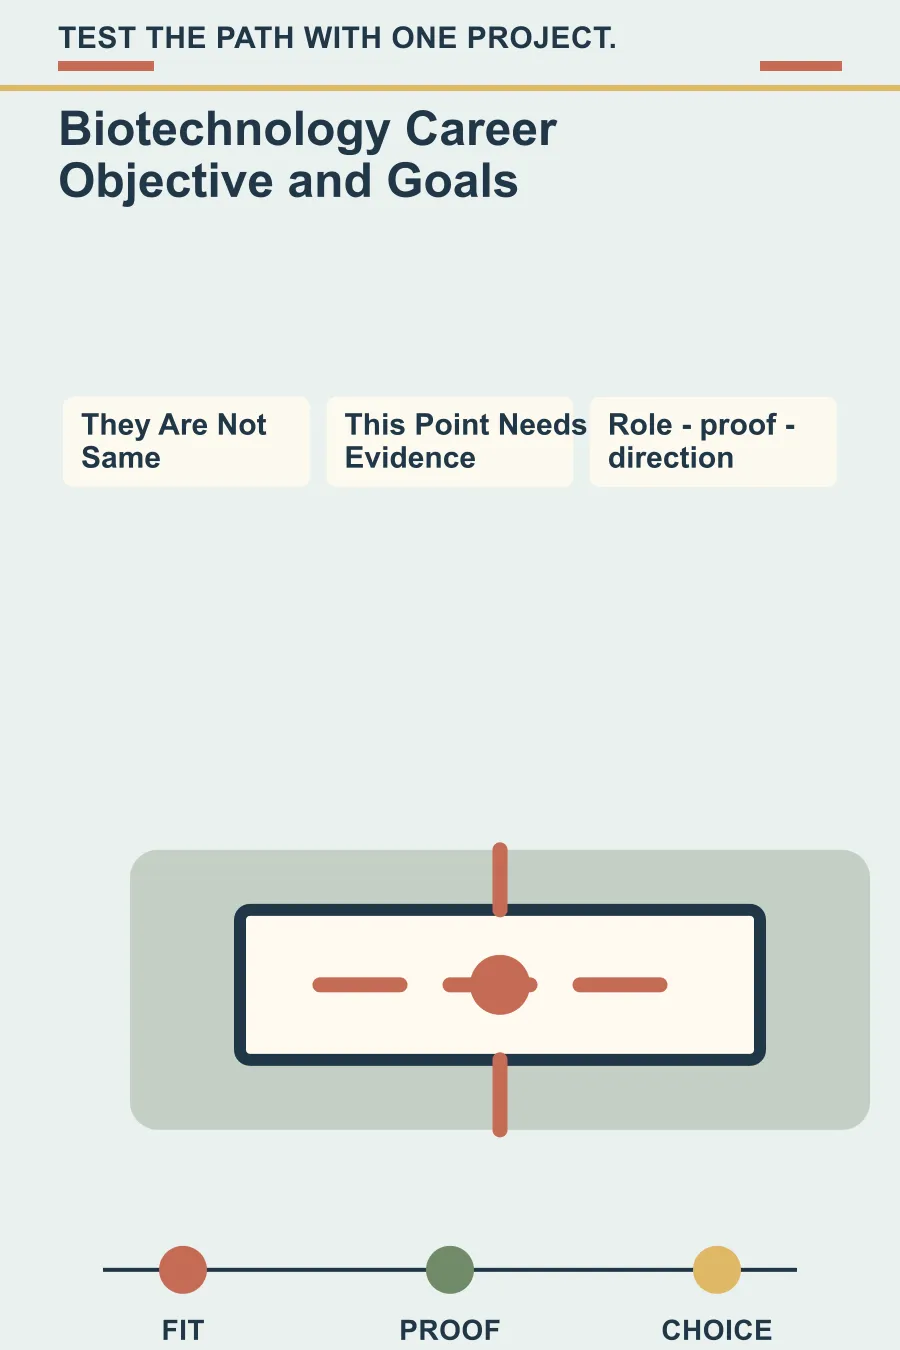 TEST THE PATH WITH ONE PROJECT.
Biotechnology Career
Objective and Goals
They Are Not
Same
This Point Needs
Evidence
Role - proof -
direction
FIT
PROOF
CHOICE